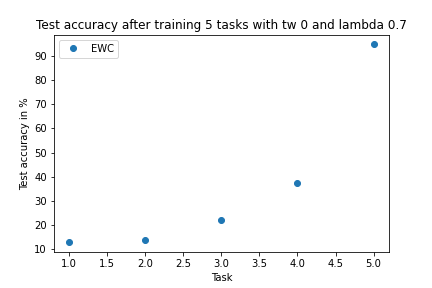 Test accuracy after training 5 tasks with tw 0 and lambda 0.7
EWC
Test accuracy in %
90
80
70
60
50
40
30
20
10
1.0 1.5 2.0 2.5 3.0 3.5 4.0 4.5 5.0
Task